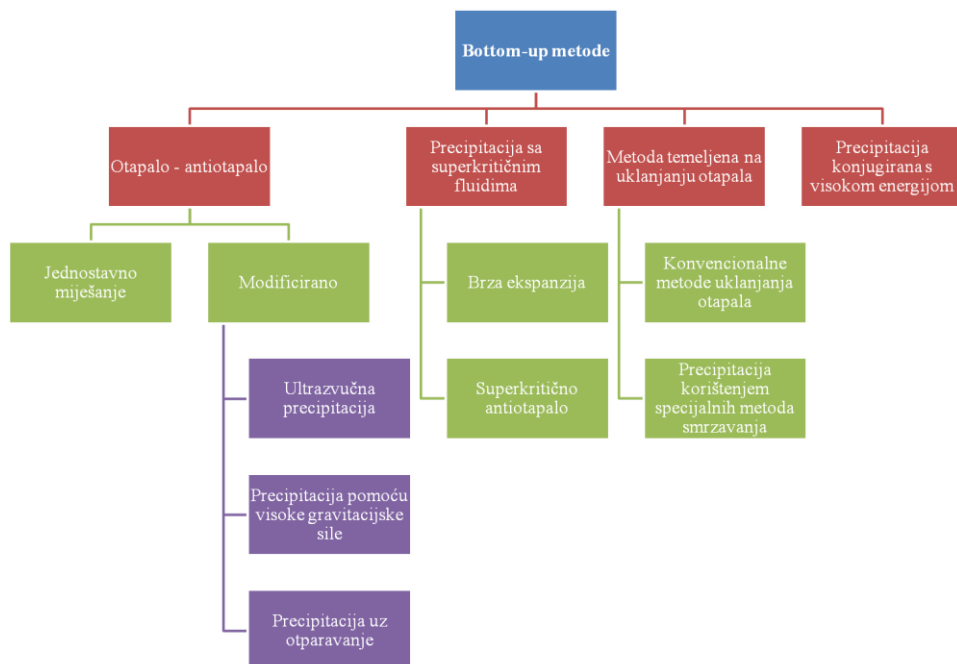 Bottom-up metode
Otapalo - antiotapalo
Precipitacija sa
superkritičnim
fluidima
Metoda temeljena na
uklanjanju otapala
Precipitacija
konjugirana s
visokom energijom
Jednostavno
miješanje
Modificirano
Brza ekspanzija
Konvencionalne
metode uklanjanja
otapala
Ultrazvučna
precipitacija
Superkritično
antiotapalo
Precipitacija
korištenjem
specijalnih metoda
smrzavanja
Precipitacija pomoću
visoke gravitacijske
sile
Precipitacija uz
otparavanje